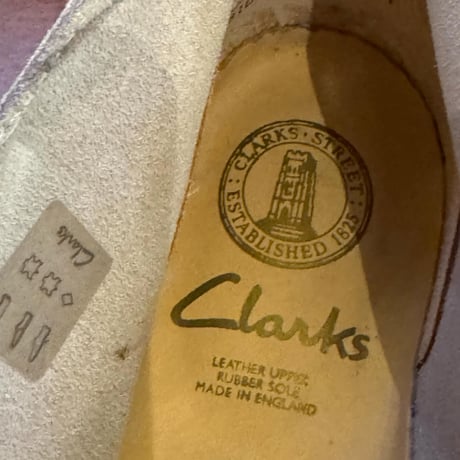 CLARKS · STREET
ESTABLISHED 1825
Clarks
LEATHER UPPER
RUBBER SOLE
MADE IN ENGLAND
Clarks